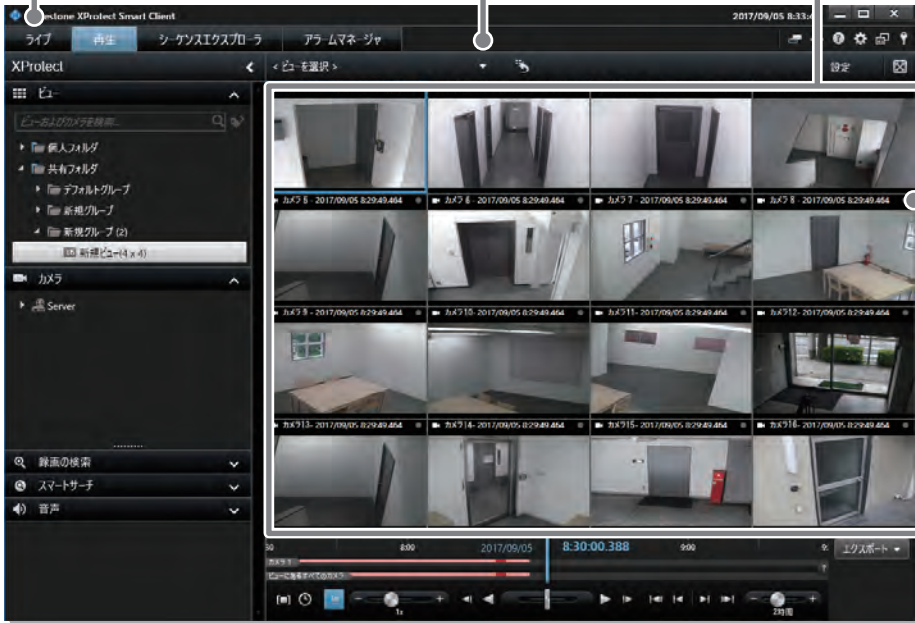 Milestone XProtect Smart Client
2017/09/05 8:33:4
ライブ
再生
シーケンスエクスプローラ
アラームマネージャ
XProtect
<ビューを選択>
設定
ビュー
ビューおよびカメラを検索...
個人フォルダ
共有フォルダ
デフォルトグループ
新規グループ
新規グループ (2)
新規ビュー(4 x 4)
カメラ
Server
録画の検索
スマートサーチ
音声
カメラ 5 - 2017/09/05 8:29:49.464
カメラ 6 - 2017/09/05 8:29:49.464
カメラ 7 - 2017/09/05 8:29:49.464
カメラ 8 - 2017/09/05 8:29:49.464
カメラ 9 - 2017/09/05 8:29:49.464
カメラ10- 2017/09/05 8:29:49.464
カメラ11- 2017/09/05 8:29:49.464
カメラ12- 2017/09/05 8:29:49.464
カメラ13- 2017/09/05 8:29:49.464
カメラ14- 2017/09/05 8:29:49.464
カメラ15- 2017/09/05 8:29:49.464
カメラ16- 2017/09/05 8:29:49.464
8:00
2017/09/05
8:30:00.388
9:00
9:
エクスポート
カメラ 1
ビューにあるすべてのカメラ
1x
2時間